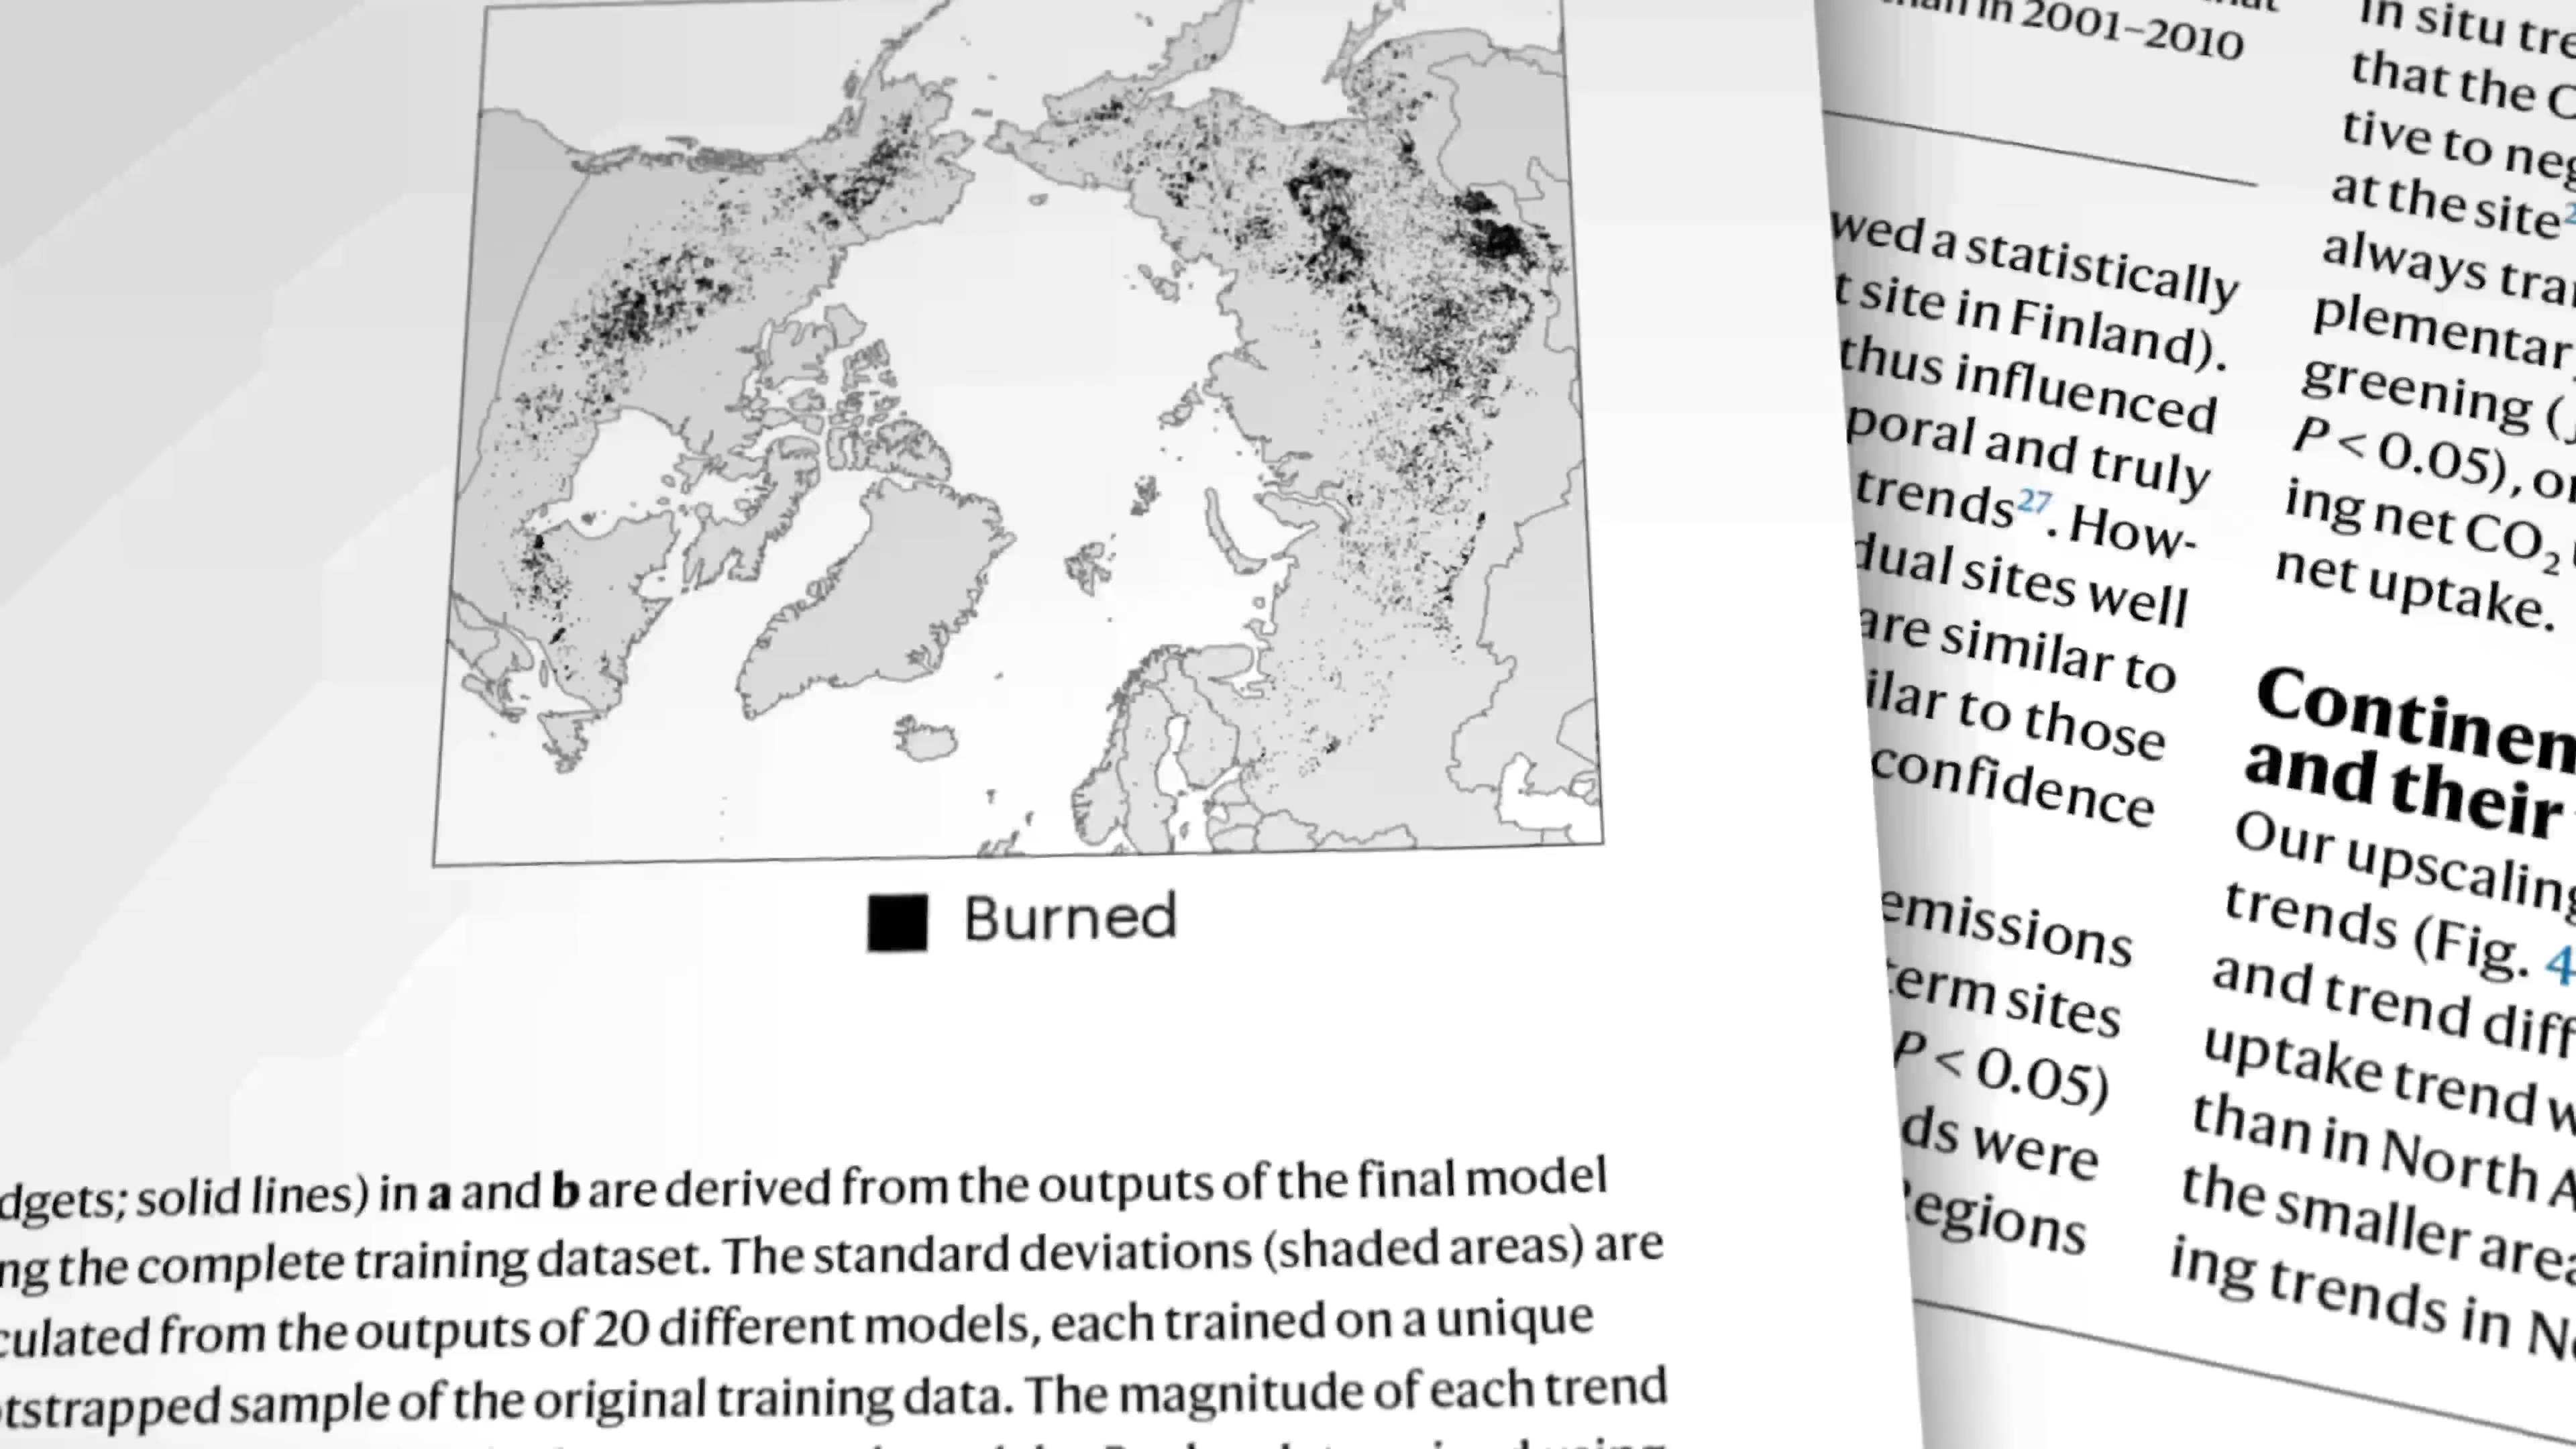 Burned
dgets; solid lines) in a and b are derived from the outputs of the final model
ng the complete training dataset. The standard deviations (shaded areas) are
culated from the outputs of 20 different models, each trained on a unique
tstrapped sample of the original training data. The magnitude of each trend
in 2001–2010
wed a statistically
t site in Finland).
thus influenced
poral and truly
trends27. How-
dual sites well
are similar to
ilar to those
confidence
emissions
term sites
P < 0.05)
ds were
Regions
In situ tre
that the C
tive to neg
at the site2
always tra
plementar
greening (
P < 0.05), or
ing net CO2
net uptake.
Continen
and their
Our upscaling
trends (Fig. 4
and trend diff
uptake trend w
than in North A
the smaller area
ing trends in No